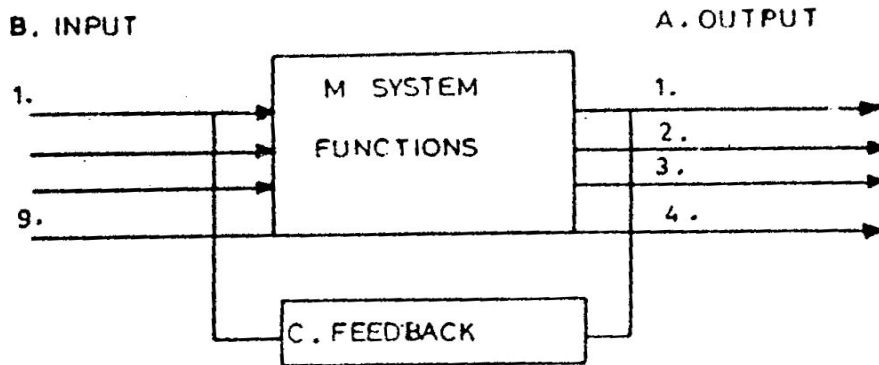 B. INPUT
A. OUTPUT
1.
M SYSTEM
1.
FUNCTIONS
2.
3.
9.
4.
C. FEEDBACK